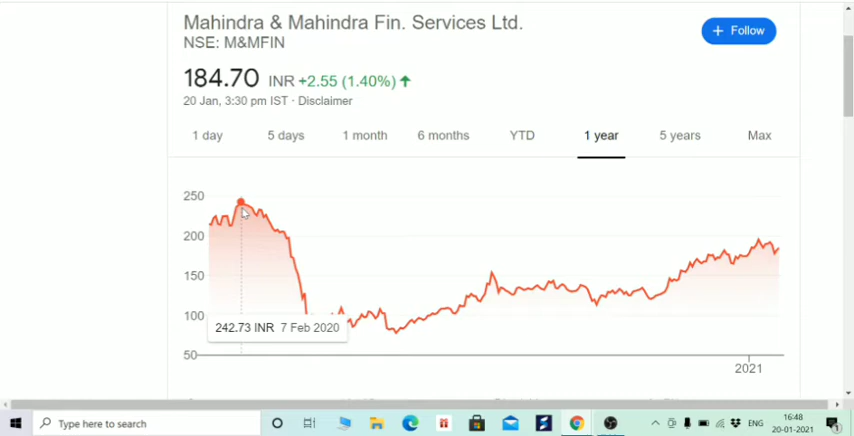 Mahindra & Mahindra Fin. Services Ltd.
NSE: M&MFIN
+ Follow
184.70 INR +2.55 (1.40%)
20 Jan, 3:30 pm IST · Disclaimer
1 day 5 days 1 month 6 months YTD 1 year 5 years Max
250
200
150
100
242.73 INR 7 Feb 2020
50
2021
Type here to search
ENG
16:48
20-01-2021